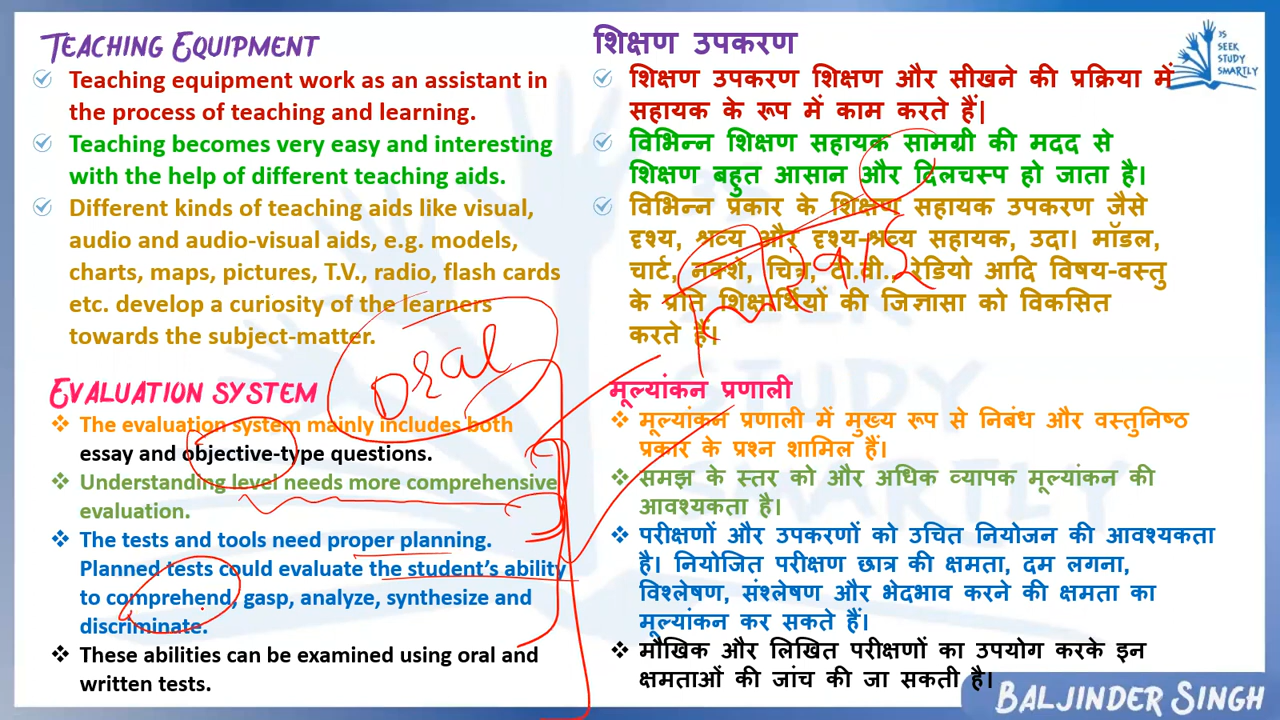 TEACHING EQUIPMENT
Teaching equipment work as an assistant in
the process of teaching and learning.
Teaching becomes very easy and interesting
with the help of different teaching aids.
Different kinds of teaching aids like visual,
audio and audio-visual aids, e.g. models,
charts, maps, pictures, T.V., radio, flash cards
etc. develop a curiosity of the learners
towards the subject-matter.
oral
EVALUATION SYSTEM
The evaluation system mainly includes both
essay and objective-type questions.
Understanding level needs more comprehensive
evaluation.
The tests and tools need proper planning.
Planned tests could evaluate the student's ability
to comprehend, gasp, analyze, synthesize and
discriminate.
These abilities can be examined using oral and
written tests.
शिक्षण उपकरण
शिक्षण उपकरण शिक्षण और सीखने की प्रक्रिया में
सहायक के रूप में काम करते हैं|
विभिन्न शिक्षण सहायक सामग्री की मदद से
शिक्षण बहुत आसान और दिलचस्प हो जाता है।
विभिन्न प्रकार के शिक्षण सहायक उपकरण जैसे
दृश्य, श्रव्य और दृश्य-श्रव्य सहायक, उदा। मॉडल,
चार्ट, नक्शे, चित्र, टी.वी., रेडियो आदि विषय-वस्तु
के प्रति शिक्षार्थियों की जिज्ञासा को विकसित
करते हैं।
मूल्यांकन प्रणाली
मूल्यांकन प्रणाली में मुख्य रूप से निबंध और वस्तुनिष्ठ
प्रकार के प्रश्न शामिल हैं।
समझ के स्तर को और अधिक व्यापक मूल्यांकन की
आवश्यकता है।
परीक्षणों और उपकरणों को उचित नियोजन की आवश्यकता
है। नियोजित परीक्षण छात्र की क्षमता, दम लगना,
विश्लेषण, संश्लेषण और भेदभाव करने की क्षमता का
मूल्यांकन कर सकते हैं।
मौखिक और लिखित परीक्षणों का उपयोग करके इन
क्षमताओं की जांच की जा सकती है।
3S
SEEK
STUDY
SMARTLY
3S
SEEK
STUDY
SMARTLY
BALJINDER SINGH